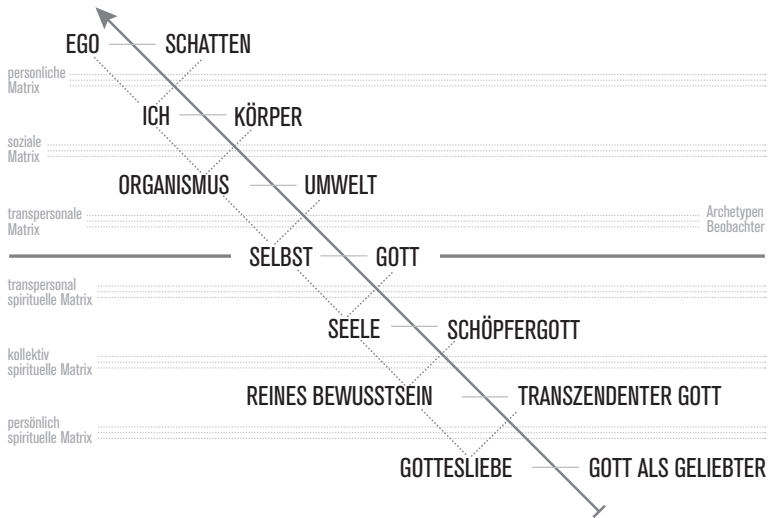 EGO SCHATTEN
personliche
Matrix
ICH KÖRPER
soziale
Matrix
ORGANISMUS UMWELT
transpersonale
Matrix
Archetypen
Beobachter
SELBST GOTT
transpersonal
spirituelle Matrix
SEELE SCHÖPFERGOTT
kollektiv
spirituelle Matrix
REINES BEWUSSTSEIN TRANSZENDENTER GOTT
persönlich
spirituelle Matrix
GOTTESLIEBE GOTT ALS GELIEBTER